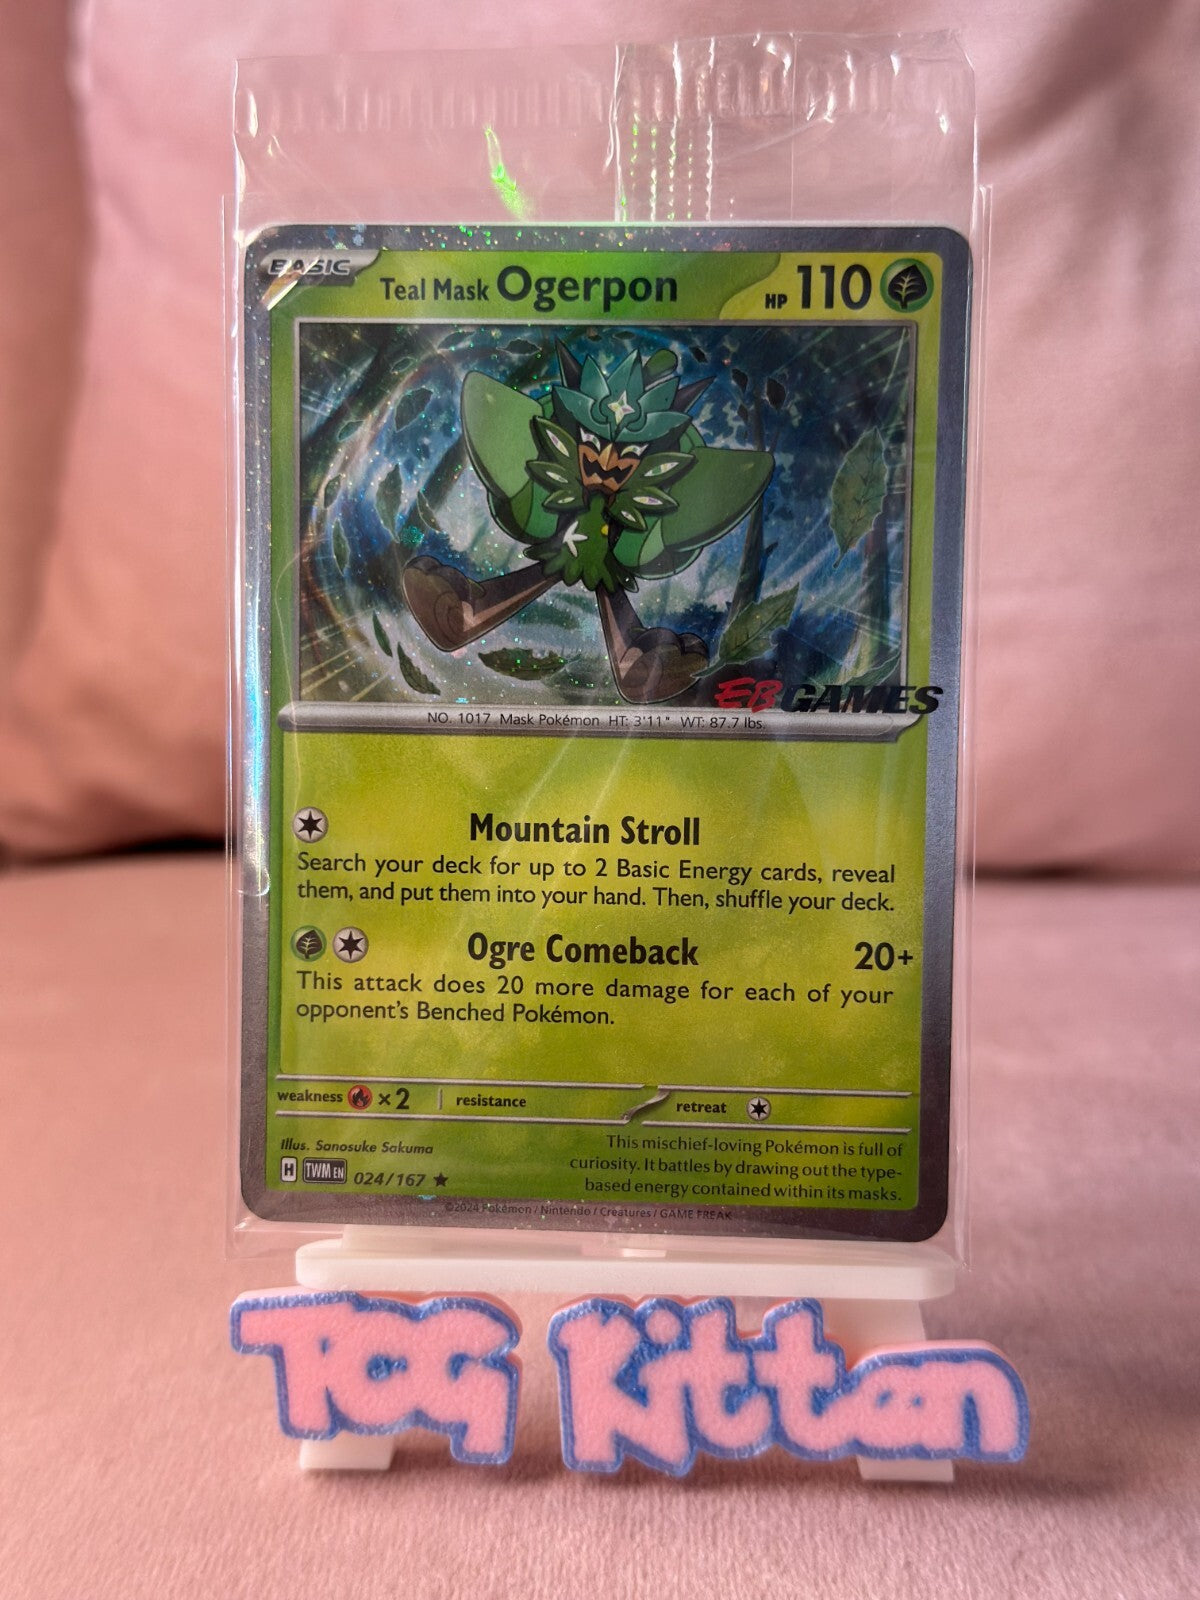 BASIC
Teal Mask Ogerpon HP 110
EB GAMES
NO. 1017 Mask Pokémon HT: 3'11" WT: 87.7 lbs.
Mountain Stroll
Search your deck for up to 2 Basic Energy cards, reveal
them, and put them into your hand. Then, shuffle your deck.
Ogre Comeback 20+
This attack does 20 more damage for each of your
opponent's Benched Pokémon.
weakness ×2 resistance retreat
Illus. Sanosuke Sakuma
H TWM EN 024/167 ★
This mischief-loving Pokémon is full of
curiosity. It battles by drawing out the type-
based energy contained within its masks.
©2024 Pokémon / Nintendo / Creatures / GAME FREAK
TCG Kitton